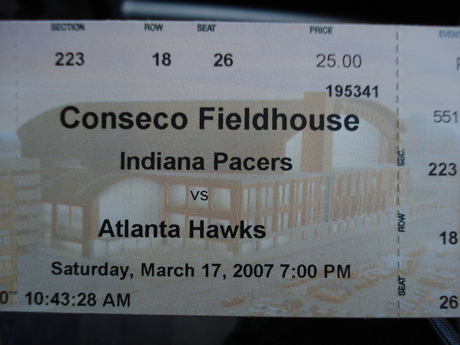 SECTION ROW SEAT PRICE
223 18 26 25.00
195341
Conseco Fieldhouse
Indiana Pacers
vs
Atlanta Hawks
Saturday, March 17, 2007 7:00 PM
10:43:28 AM
551
SEC.
223
ROW
18
SEAT
26